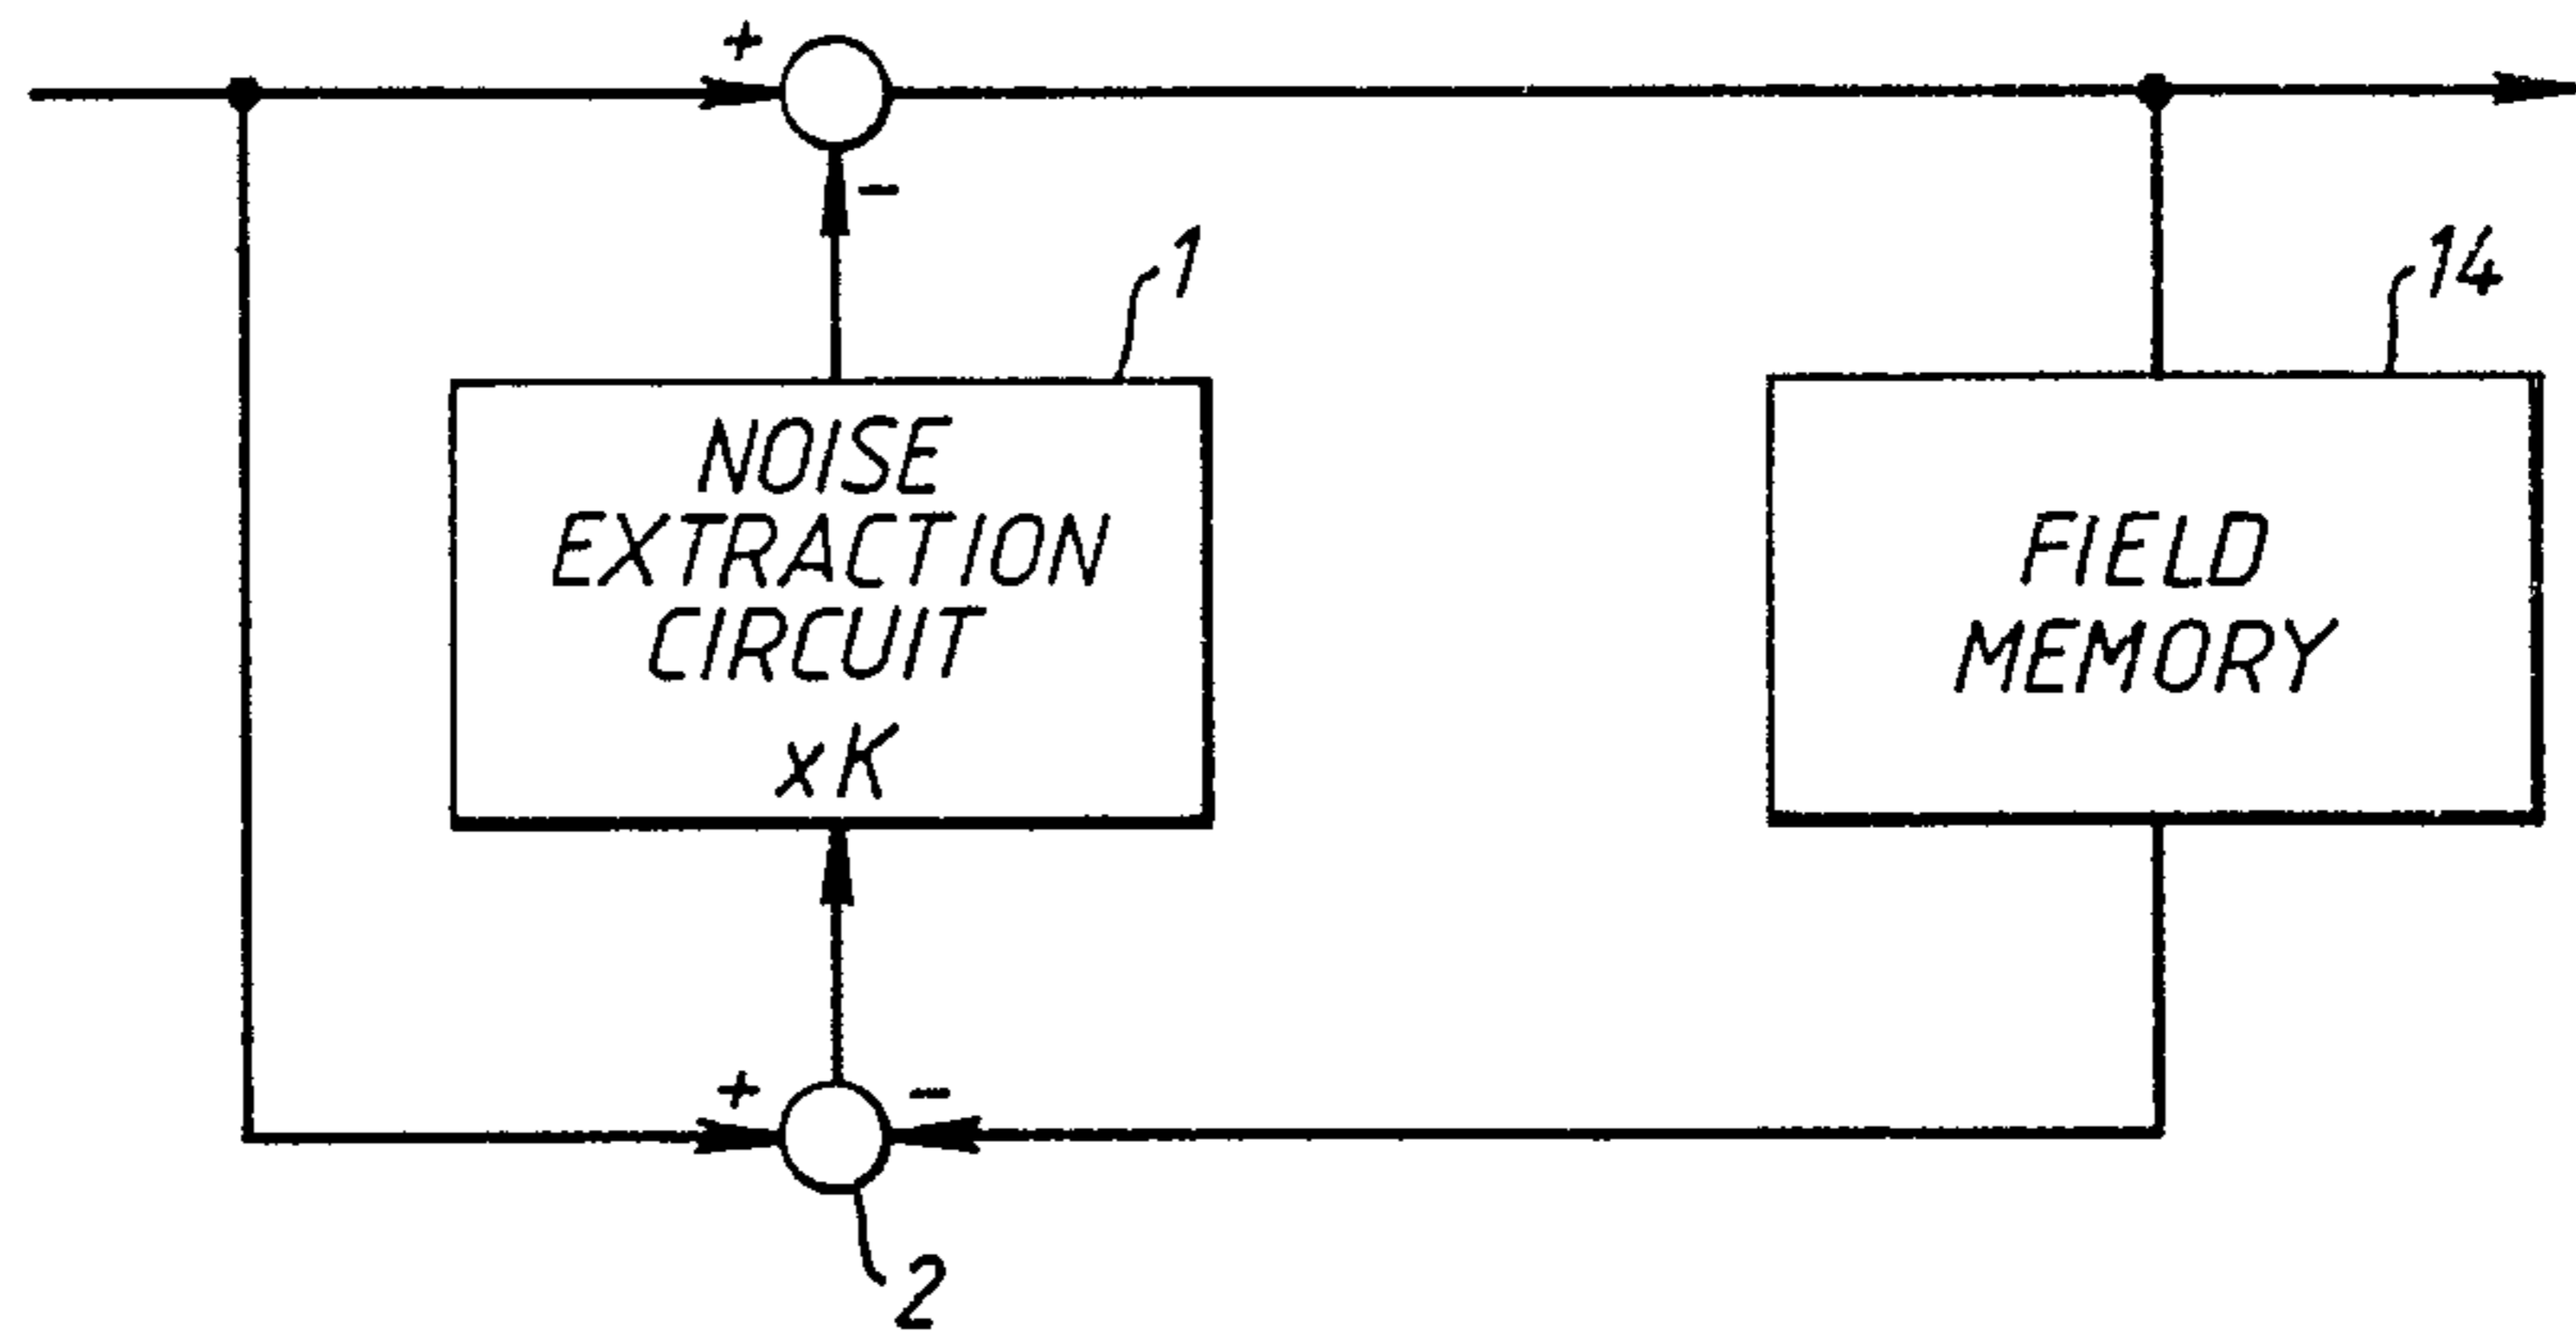 +
-
1
14
NOISE
EXTRACTION
CIRCUIT
xK
FIELD
MEMORY
+
-
2